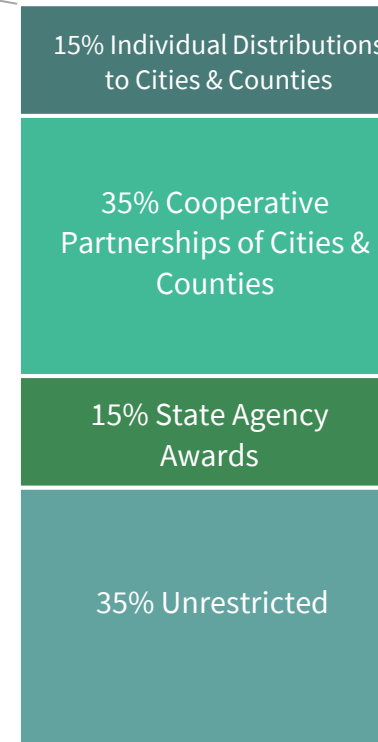 15% Individual Distributions
to Cities & Counties
35% Cooperative
Partnerships of Cities &
Counties
15% State Agency
Awards
35% Unrestricted